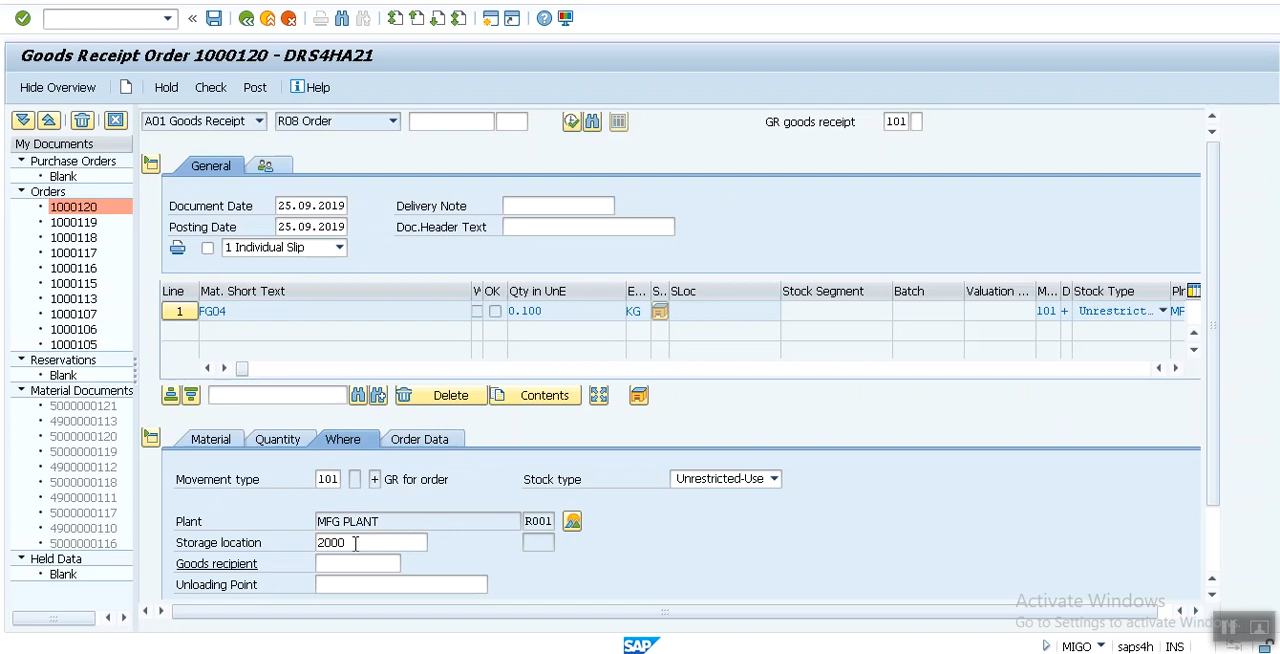 «
Goods Receipt Order 1000120 - DRS4HA21
Hide Overview Hold Check Post Help
A01 Goods Receipt R08 Order GR goods receipt 101
My Documents
Purchase Orders
Blank
Orders
1000120
1000119
1000118
1000117
1000116
1000115
1000113
1000107
1000106
1000105
Reservations
Blank
Material Documents
5000000121
4900000113
5000000120
5000000119
4900000112
5000000118
4900000111
5000000117
4900000110
5000000116
Held Data
Blank
General
Document Date 25.09.2019 Delivery Note
Posting Date 25.09.2019 Doc.Header Text
1 Individual Slip
Line Mat. Short Text OK Qty in UnE E... S.. SLoc Stock Segment Batch Valuation ... M... D Stock Type
1 FG04 0.100 KG 101 + Unrestrict... MF
Delete Contents
Material Quantity Where Order Data
Movement type 101 + GR for order Stock type Unrestricted-Use
Plant MFG PLANT R001
Storage location 2000
Goods recipient
Unloading Point
Activate Windows
Go to Settings to activate Windows.
SAP MIGO saps4h INS